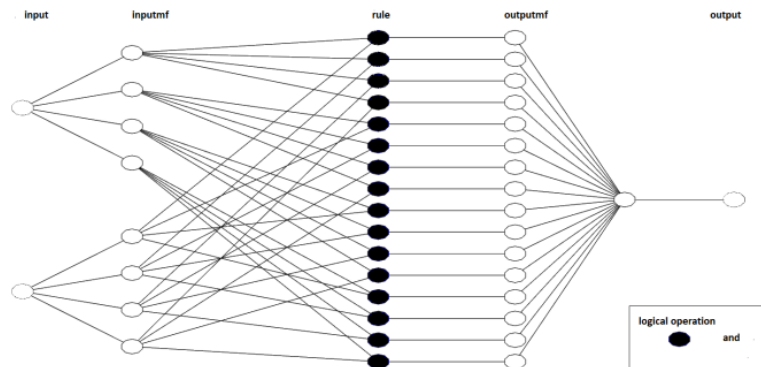 input inputmf rule outputmf output
logical operation
and